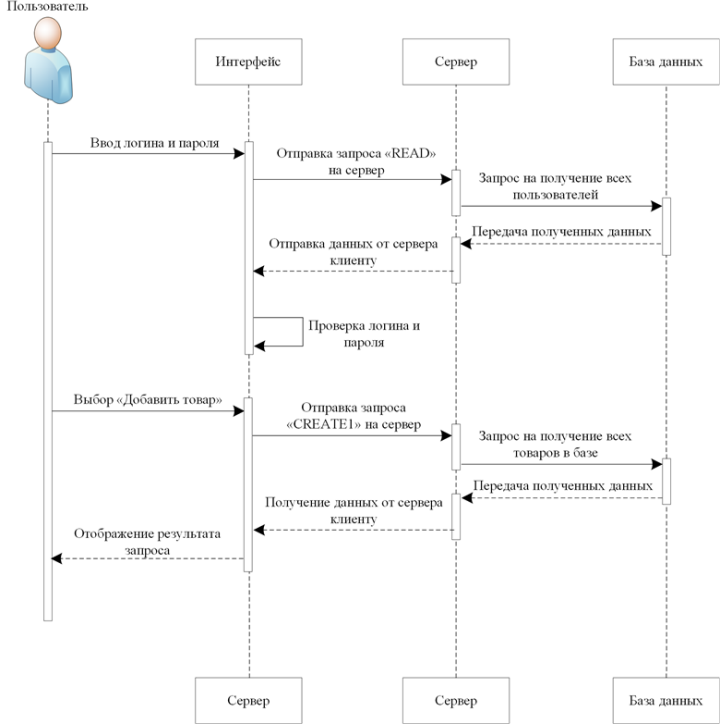 Пользователь
Интерфейс
Сервер
База данных
Ввод логина и пароля
Отправка запроса «READ»
на сервер
Запрос на получение всех
пользователей
Передача полученных данных
Отправка данных от сервера
клиенту
Проверка логина и
пароля
Выбор «Добавить товар»
Отправка запроса
«CREATE1» на сервер
Запрос на получение всех
товаров в базе
Передача полученных данных
Получение данных от сервера
клиенту
Отображение результата
запроса
Сервер
Сервер
База данных